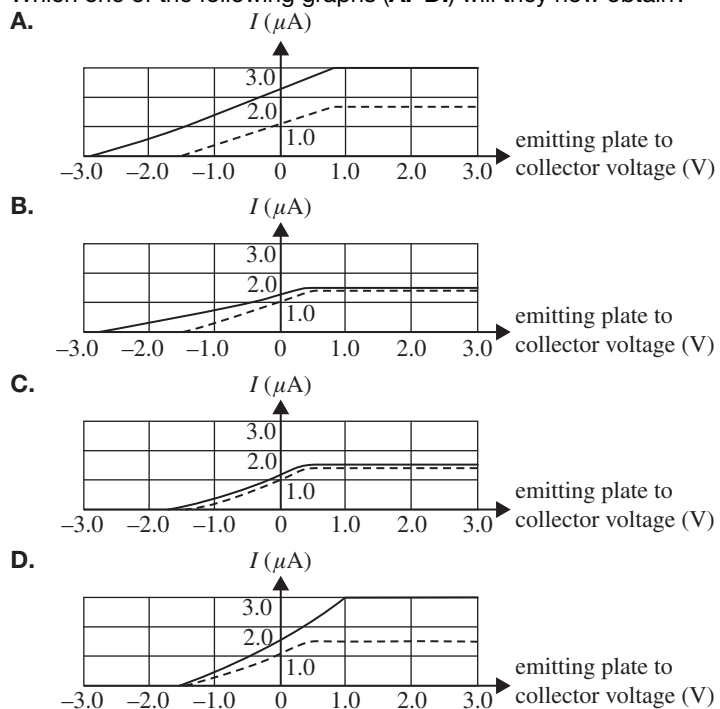 Which one of the following graphs (A.–D.) will they now obtain?
A.
I (μA)
3.0
2.0
1.0
emitting plate to
collector voltage (V)
–3.0 –2.0 –1.0 0 1.0 2.0 3.0
B.
I (μA)
3.0
2.0
1.0
emitting plate to
collector voltage (V)
–3.0 –2.0 –1.0 0 1.0 2.0 3.0
C.
I (μA)
3.0
2.0
1.0
emitting plate to
collector voltage (V)
–3.0 –2.0 –1.0 0 1.0 2.0 3.0
D.
I (μA)
3.0
2.0
1.0
emitting plate to
collector voltage (V)
–3.0 –2.0 –1.0 0 1.0 2.0 3.0